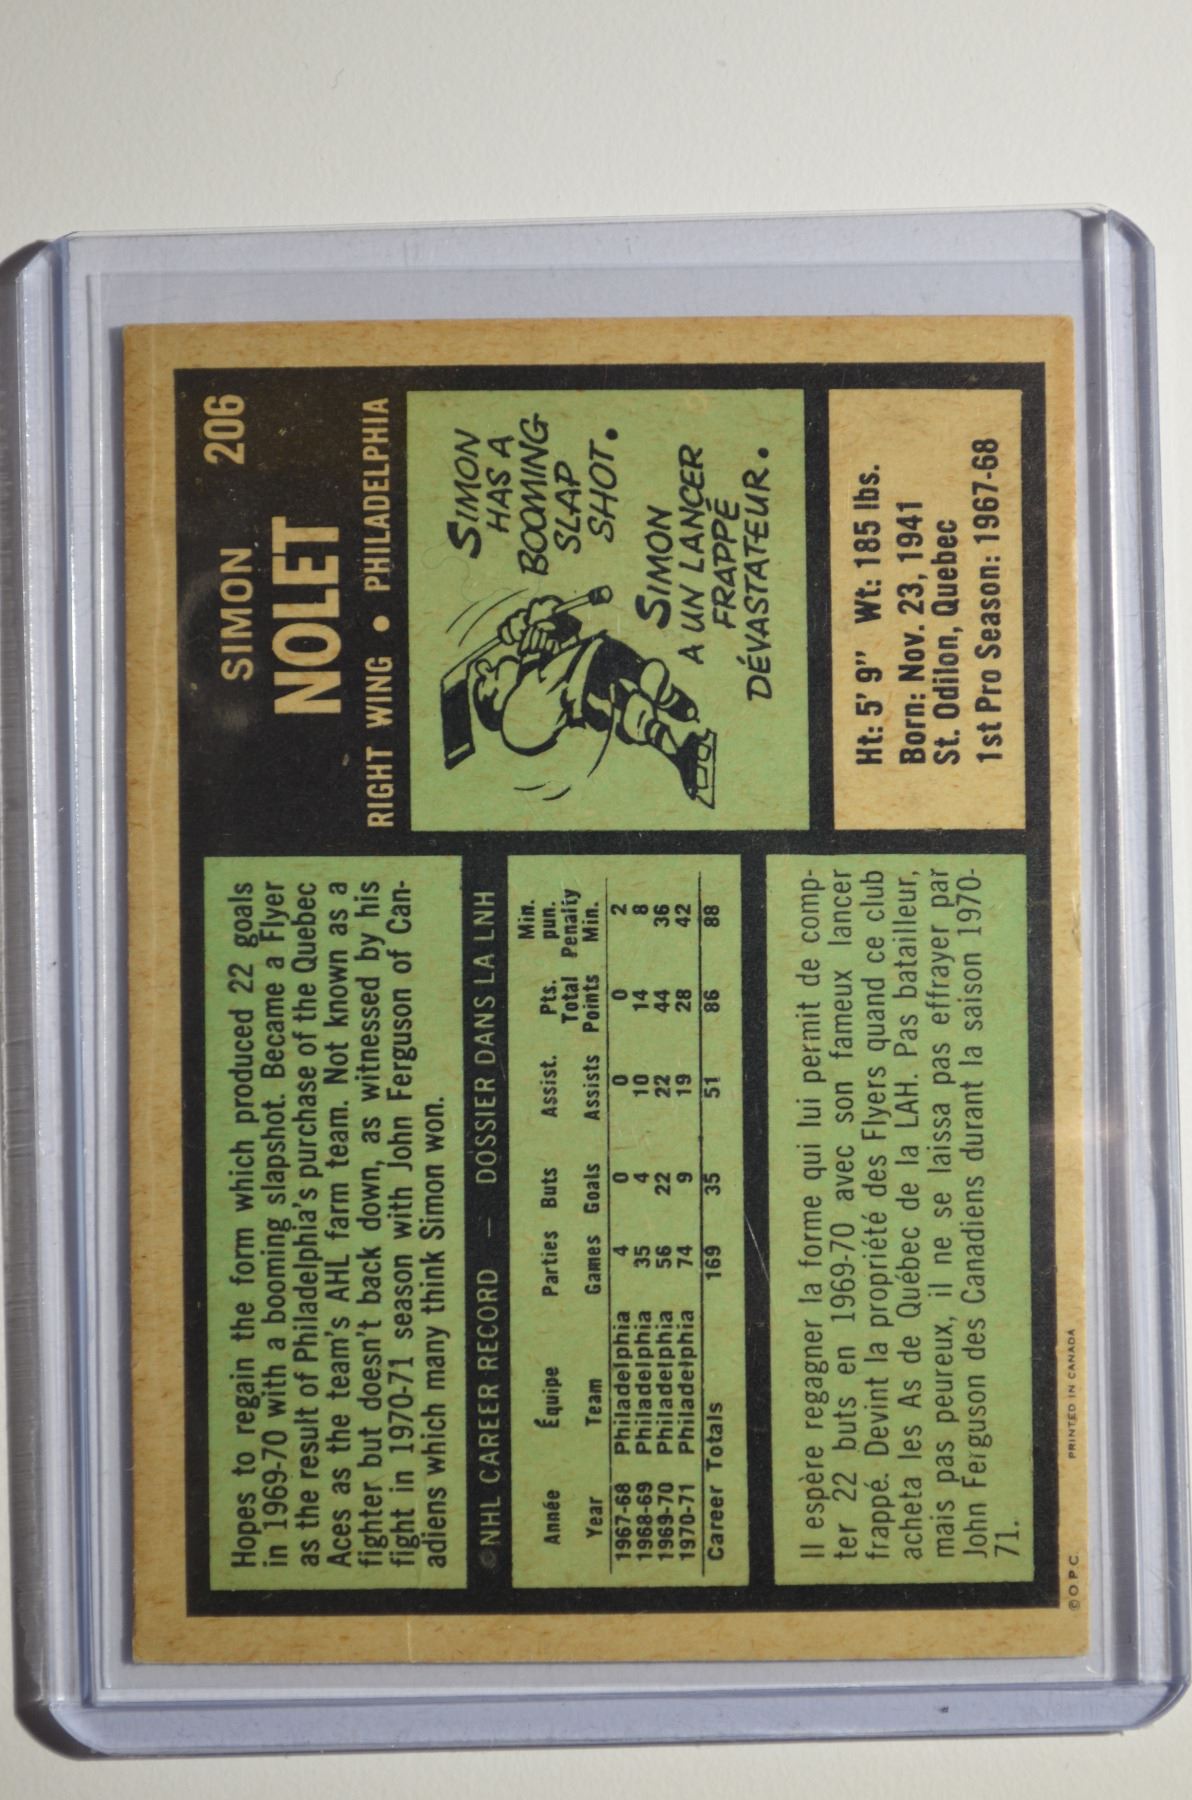 Hopes to regain the form which produced 22 goals
in 1969-70 with a booming slapshot. Became a Flyer
as the result of Philadelphia's purchase of the Quebec
Aces as the team's AHL farm team. Not known as a
fighter but doesn't back down, as witnessed by his
fight in 1970-71 season with John Ferguson of Can-
adiens which many think Simon won.
NHL CAREER RECORD — DOSSIER DANS LA LNH
Année Équipe Parties Buts Assist. Pts. Total Min. pun. Penalty
Year Team Games Goals Assists Points Min.
1967-68 Philadelphia 4 0 0 0 2
1968-69 Philadelphia 35 4 10 14 8
1969-70 Philadelphia 56 22 22 44 36
1970-71 Philadelphia 74 9 19 28 42
Career Totals 169 35 51 86 88
Il espère regagner la forme qui lui permit de comp-
ter 22 buts en 1969-70 avec son fameux lancer
frappé. Devint la propriété des Flyers quand ce club
acheta les As de Québec de la LAH. Pas batailleur,
mais pas peureux, il ne se laissa pas effrayer par
John Ferguson des Canadiens durant la saison 1970-
71.
SIMON 206
NOLET
RIGHT WING • PHILADELPHIA
SIMON
HAS A
BOOMING
SLAP
SHOT.
SIMON
A UN LANCER
FRAPPÉ
DÉVASTATEUR.
Ht: 5' 9" Wt: 185 lbs.
Born: Nov. 23, 1941
St. Odilon, Quebec
1st Pro Season: 1967-68
© O P C. PRINTED IN CANADA